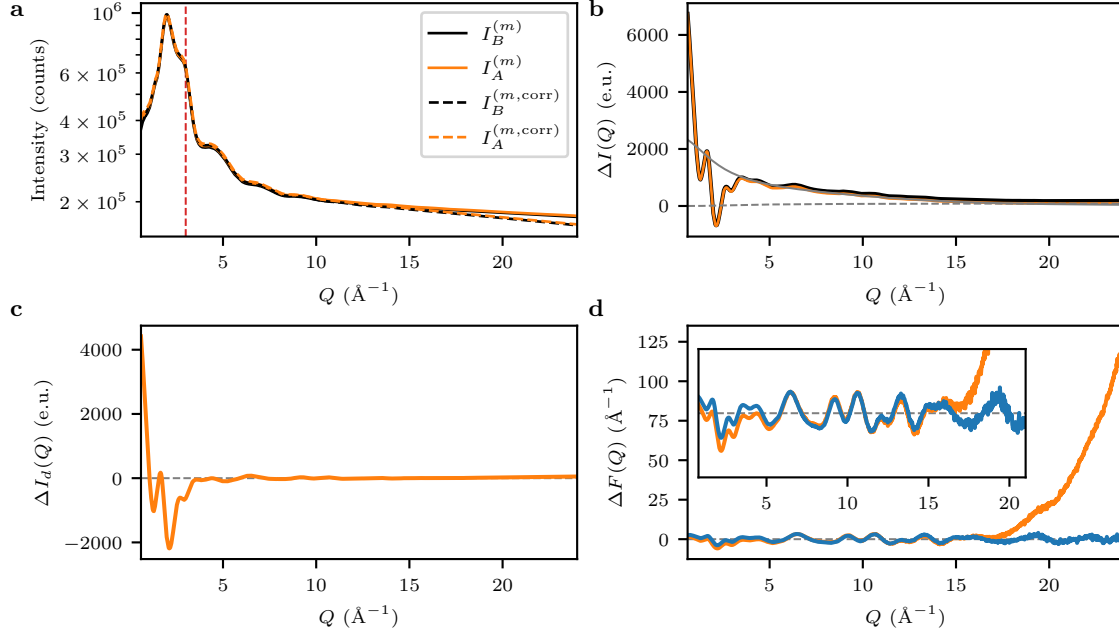 a
10^6
6 × 10^5
4 × 10^5
3 × 10^5
2 × 10^5
Intensity (counts)
I_B^{(m)}
I_A^{(m)}
I_B^{(m,corr)}
I_A^{(m,corr)}
5 10 15 20
Q (Å^{−1})
b
6000
4000
2000
0
ΔI(Q) (e.u.)
5 10 15 20
Q (Å^{−1})
c
4000
2000
0
−2000
ΔI_d(Q) (e.u.)
5 10 15 20
Q (Å^{−1})
d
125
100
75
50
25
0
ΔF(Q) (Å^{−1})
5 10 15 20
5 10 15 20
Q (Å^{−1})